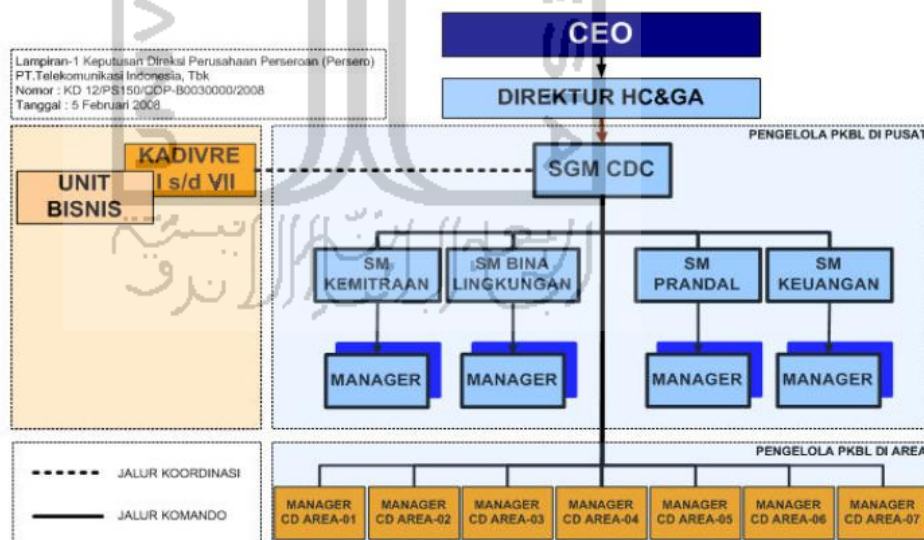 CEO
Lampiran-1 Keputusan Direksi Perusahaan Perseroan (Persero)
PT.Telekomunikasi Indonesia, Tbk
Nomor : KD 12/PS150/CDP-B0030000/2008
Tanggal : 5 Februari 2008
DIREKTUR HC&GA
PENGELOLA PKBL DI PUSAT
KADIVRE
I s/d VII
UNIT
BISNIS
SGM CDC
SM
KEMITRAAN
SM BINA
LINGKUNGAN
SM
PRANDAL
SM
KEUANGAN
MANAGER
MANAGER
MANAGER
MANAGER
PENGELOLA PKBL DI AREA
JALUR KOORDINASI
JALUR KOMANDO
MANAGER
CD AREA-01
MANAGER
CD AREA-02
MANAGER
CD AREA-03
MANAGER
CD AREA-04
MANAGER
CD AREA-05
MANAGER
CD AREA-06
MANAGER
CD AREA-07